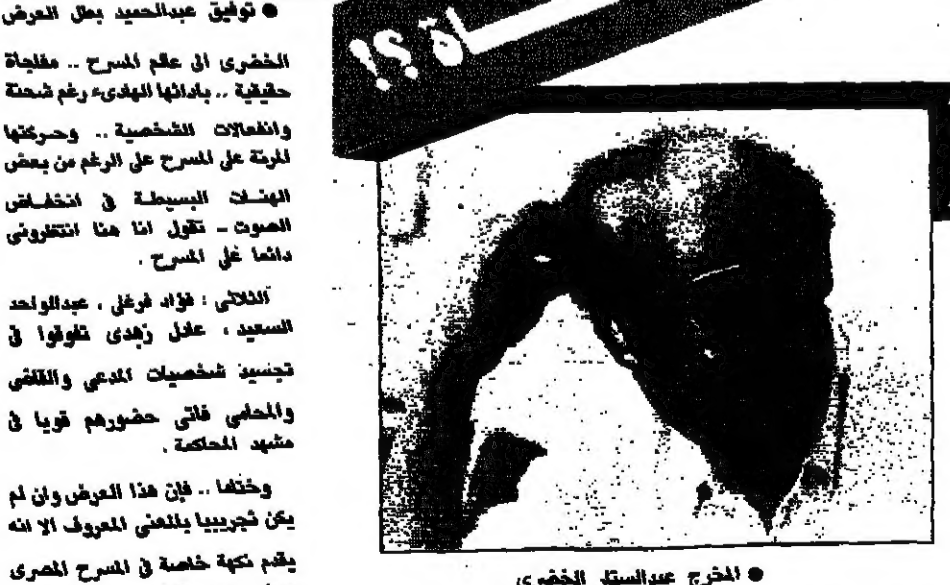 ● توفيق عبدالحميد بطل العرض
الخضرى الى عالم المسرح .. مفاجأة
حقيقية .. بادائها الهادىء رغم شحنة
وانفعالات الشخصية .. وحركتها
المرنة على المسرح على الرغم من بعض
الهنات البسيطة فى انخفاض
الصوت ــ تقول انا هنا انتظرونى
دائما على المسرح .
الثلاثى : فؤاد فرغلى ، عبدالواحد
السعيد ، عادل زهدى تفوقوا فى
تجسيد شخصيات المدعي والقاضى
والمحامى فاتى حضورهم قويا فى
مشهد المحاكمة .
وختاما .. فإن هذا العرض وان لم
يكن تجريبيا بالمعنى المعروف الا انه
يقدم نكهة خاصة فى المسرح المصرى
؟!
● المخرج عبدالستار الخضرى